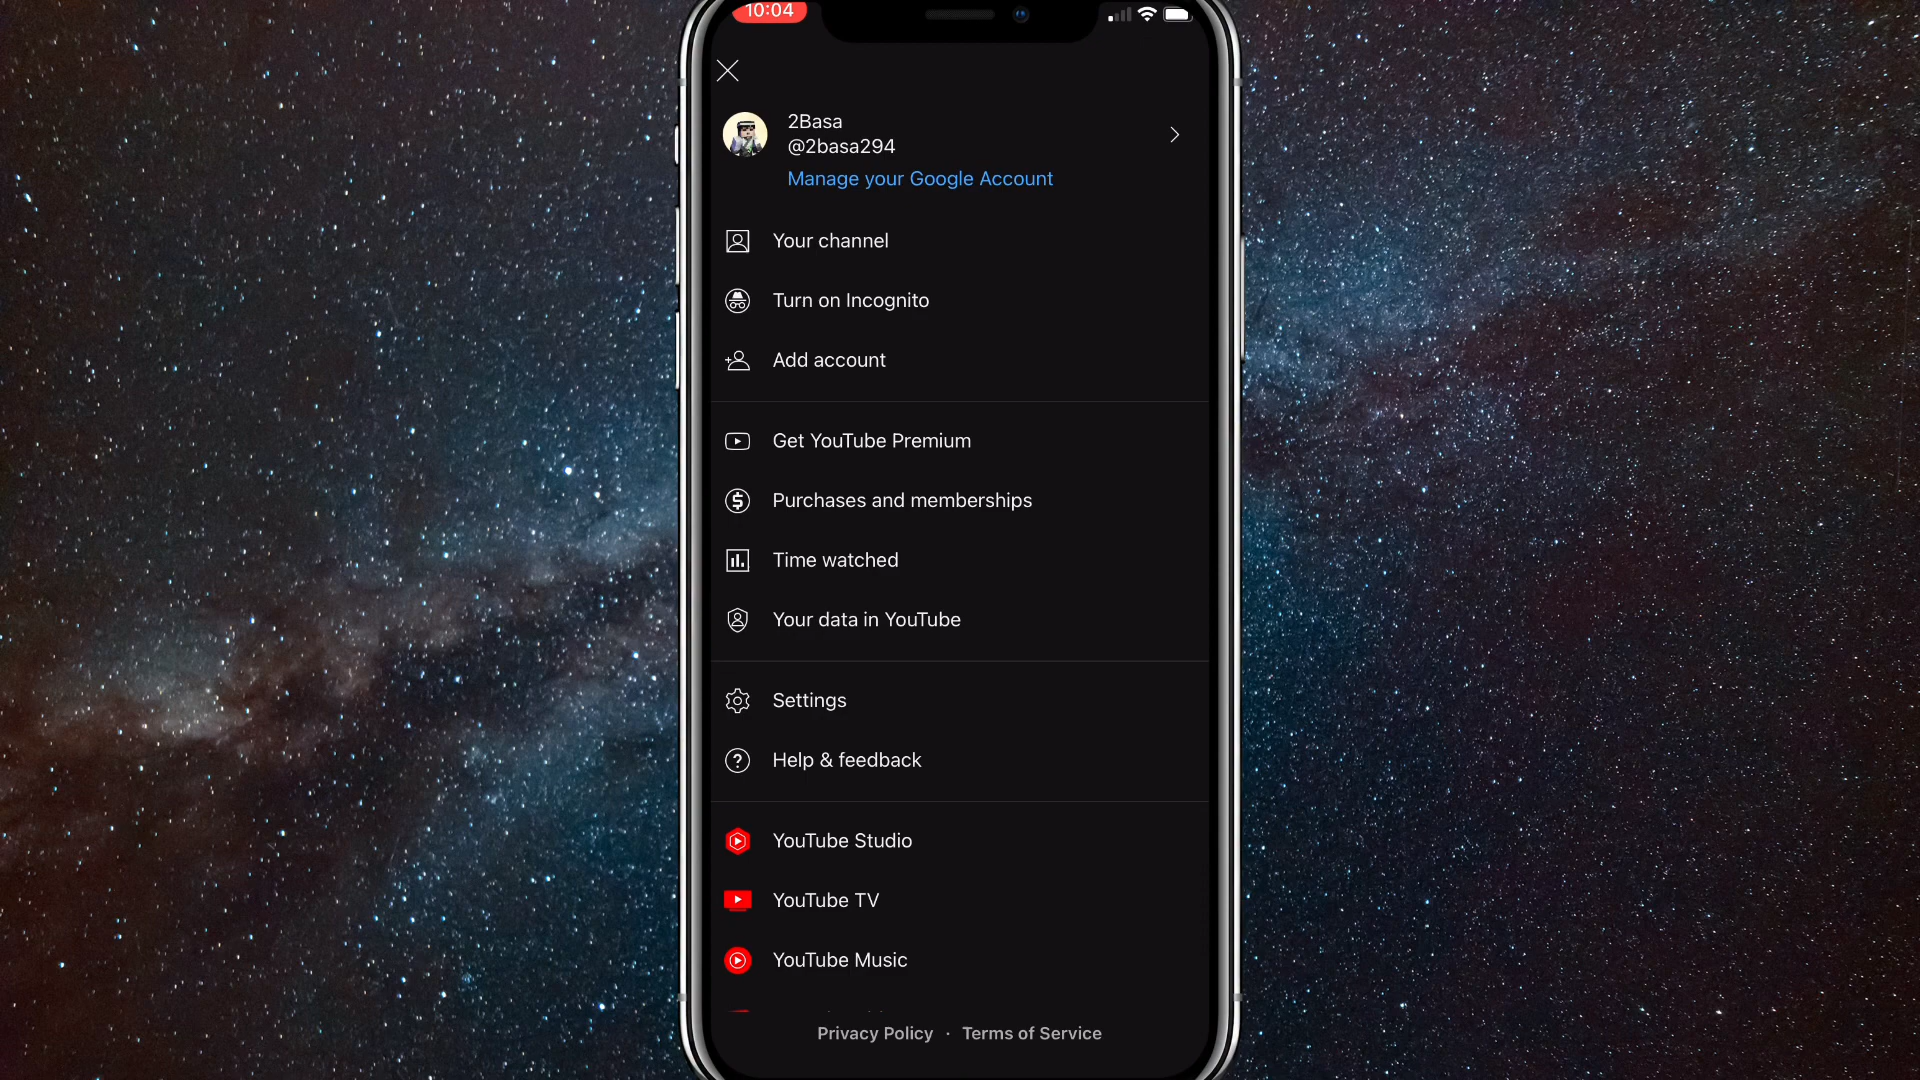 10:04
2Basa
@2basa294
Manage your Google Account
Your channel
Turn on Incognito
Add account
Get YouTube Premium
Purchases and memberships
Time watched
Your data in YouTube
Settings
Help & feedback
YouTube Studio
YouTube TV
YouTube Music
Privacy Policy · Terms of Service